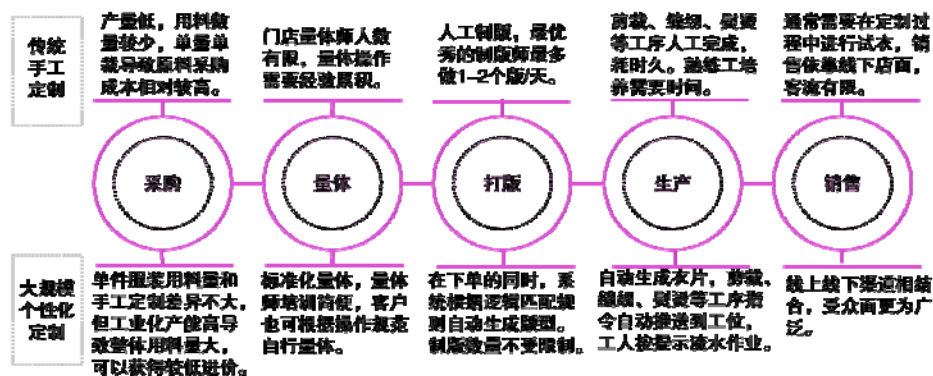 传统
手工
定制
产量低，用料数
量较少，单量单
裁导致原料采购
成本相对较高。
门店量体师人数
有限，量体操作
需要经验累积。
人工制版，最优
秀的制版师最多
做1-2个版/天。
剪裁、缝纫、熨烫
等工序人工完成，
耗时久。熟练工培
养需要时间。
通常需要在定制过
程中进行试衣，销
售依靠线下店面，
客流有限。
采购
量体
打版
生产
销售
大规模
个性化
定制
单件服装用料量和
手工定制差异不大，
但工业化产能高导
致整体用料量大，
可以获得较低进价。
标准化量体，量体
师培训简便，客户
也可根据操作规范
自行量体。
在下单的同时，系
统根据逻辑匹配规
则自动生成版型。
制版数量不受限制。
自动生成衣片，剪裁、
缝纫、熨烫等工序指
令自动推送到工位，
工人按提示流水作业。
线上线下渠道相结
合，受众面更为广
泛。